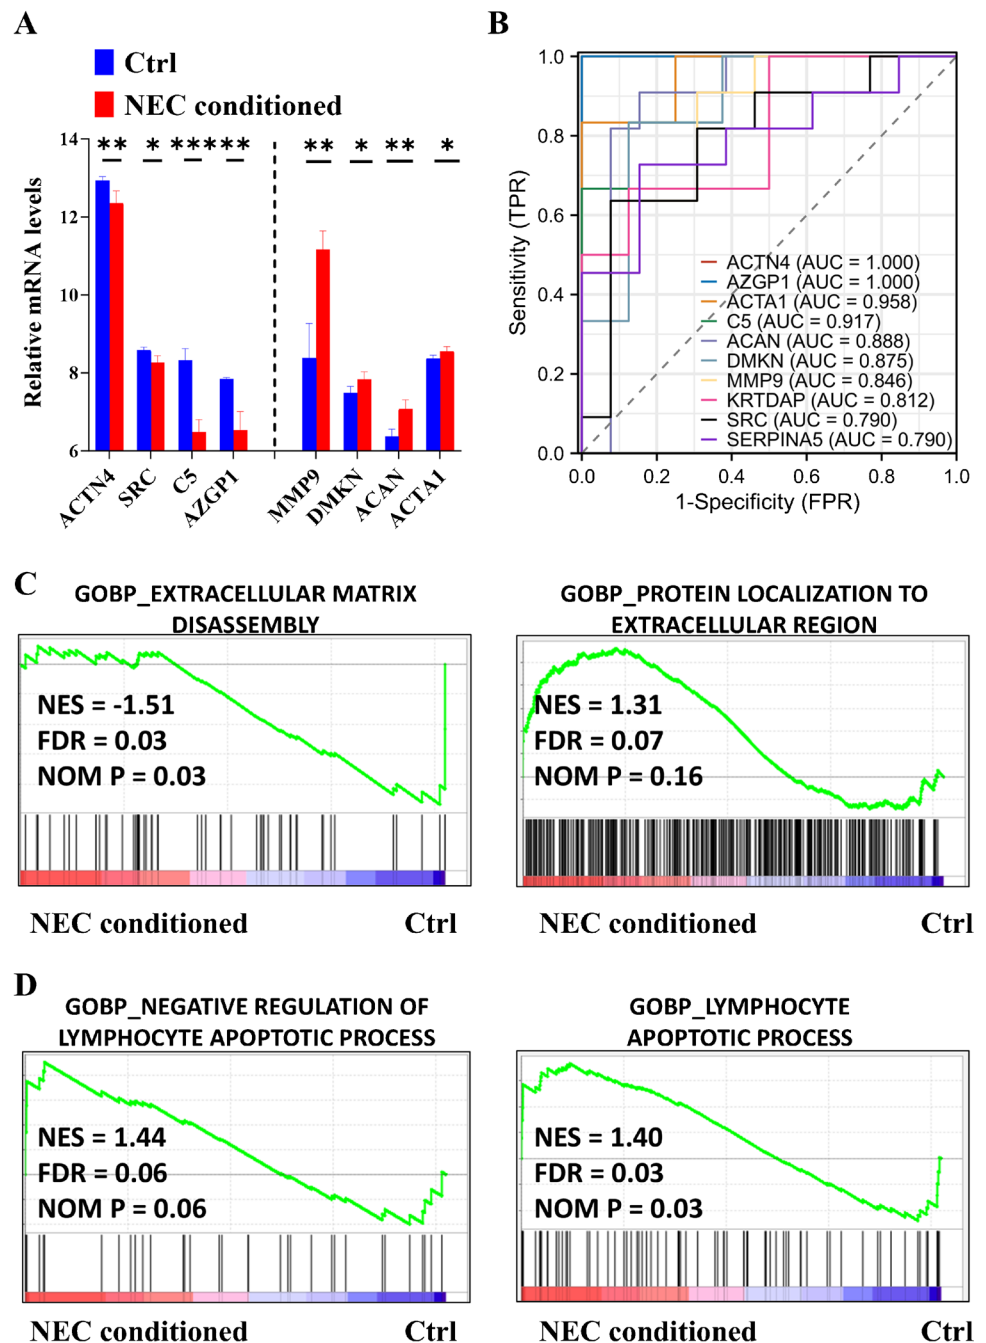 A
Ctrl
NEC conditioned
Relative mRNA levels
14
12
10
8
6
** * *** ** ** * ** *
ACTN4 SRC C5 AZGP1 MMP9 DMKN ACAN ACTA1
B
Sensitivity (TPR)
1.0
0.8
0.6
0.4
0.2
0.0
ACTN4 (AUC = 1.000)
AZGP1 (AUC = 1.000)
ACTA1 (AUC = 0.958)
C5 (AUC = 0.917)
ACAN (AUC = 0.888)
DMKN (AUC = 0.875)
MMP9 (AUC = 0.846)
KRTDAP (AUC = 0.812)
SRC (AUC = 0.790)
SERPINA5 (AUC = 0.790)
0.0 0.2 0.4 0.6 0.8 1.0
1-Specificity (FPR)
C
GOBP_EXTRACELLULAR MATRIX
DISASSEMBLY
NES = -1.51
FDR = 0.03
NOM P = 0.03
NEC conditioned Ctrl
GOBP_PROTEIN LOCALIZATION TO
EXTRACELLULAR REGION
NES = 1.31
FDR = 0.07
NOM P = 0.16
NEC conditioned Ctrl
D
GOBP_NEGATIVE REGULATION OF
LYMPHOCYTE APOPTOTIC PROCESS
NES = 1.44
FDR = 0.06
NOM P = 0.06
NEC conditioned Ctrl
GOBP_LYMPHOCYTE
APOPTOTIC PROCESS
NES = 1.40
FDR = 0.03
NOM P = 0.03
NEC conditioned Ctrl